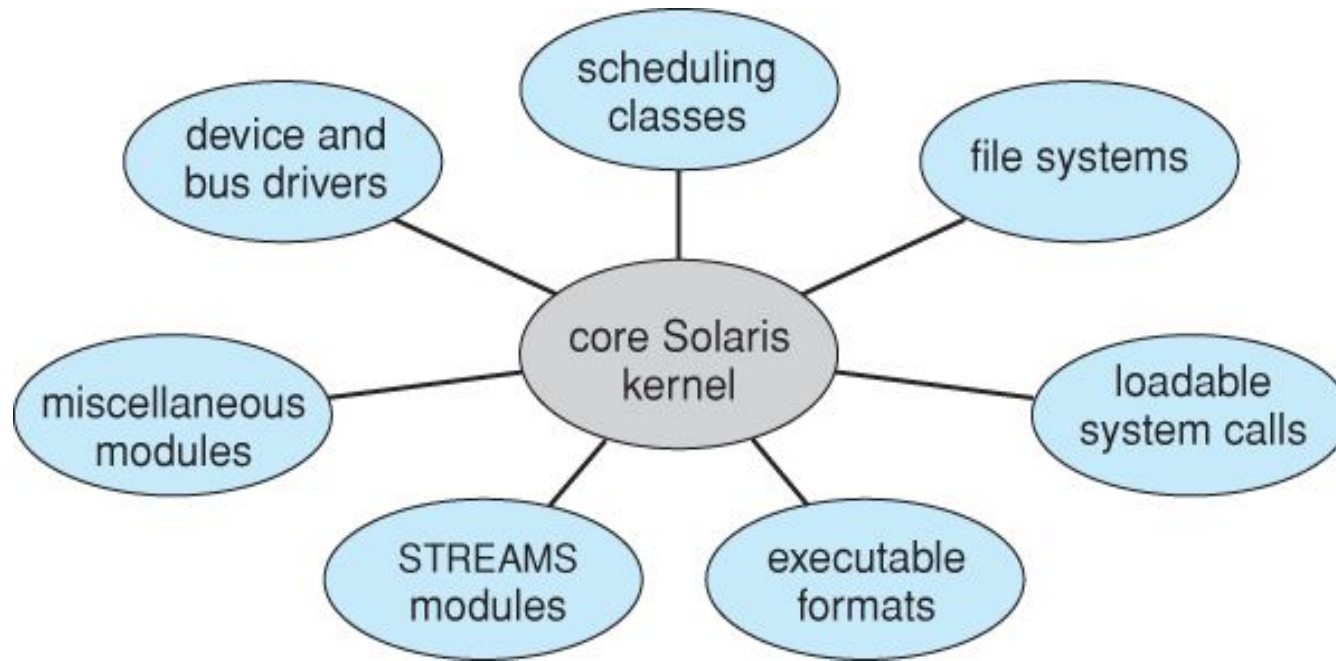 scheduling
classes
device and
bus drivers
file systems
core Solaris
kernel
miscellaneous
modules
loadable
system calls
STREAMS
modules
executable
formats